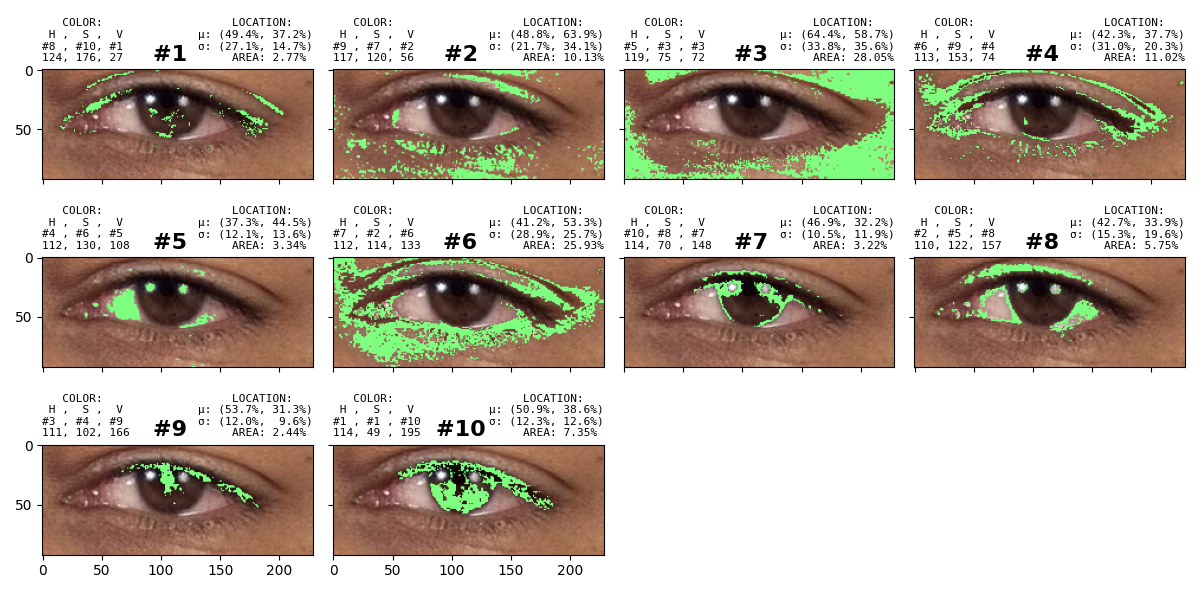 COLOR: LOCATION:
H , S , V μ: (49.4%, 37.2%)
#8 , #10, #1 σ: (27.1%, 14.7%)
124, 176, 27 #1 AREA: 2.77%
COLOR: LOCATION:
H , S , V μ: (48.8%, 63.9%)
#9 , #7 , #2 σ: (21.7%, 34.1%)
117, 120, 56 #2 AREA: 10.13%
COLOR: LOCATION:
H , S , V μ: (64.4%, 58.7%)
#5 , #3 , #3 σ: (33.8%, 35.6%)
119, 75 , 72 #3 AREA: 28.05%
COLOR: LOCATION:
H , S , V μ: (42.3%, 37.7%)
#6 , #9 , #4 σ: (31.0%, 20.3%)
113, 153, 74 #4 AREA: 11.02%
0
50
COLOR: LOCATION:
H , S , V μ: (37.3%, 44.5%)
#4 , #6 , #5 σ: (12.1%, 13.6%)
112, 130, 108 #5 AREA: 3.34%
COLOR: LOCATION:
H , S , V μ: (41.2%, 53.3%)
#7 , #2 , #6 σ: (28.9%, 25.7%)
112, 114, 133 #6 AREA: 25.93%
COLOR: LOCATION:
H , S , V μ: (46.9%, 32.2%)
#10, #8 , #7 σ: (10.5%, 11.9%)
114, 70 , 148 #7 AREA: 3.22%
COLOR: LOCATION:
H , S , V μ: (42.7%, 33.9%)
#2 , #5 , #8 σ: (15.3%, 19.6%)
110, 122, 157 #8 AREA: 5.75%
0
50
COLOR: LOCATION:
H , S , V μ: (53.7%, 31.3%)
#3 , #4 , #9 σ: (12.0%, 9.6%)
111, 102, 166 #9 AREA: 2.44%
COLOR: LOCATION:
H , S , V μ: (50.9%, 38.6%)
#1 , #1 , #10 σ: (12.3%, 12.6%)
114, 49 , 195 #10 AREA: 7.35%
0
50
0 50 100 150 200
0 50 100 150 200